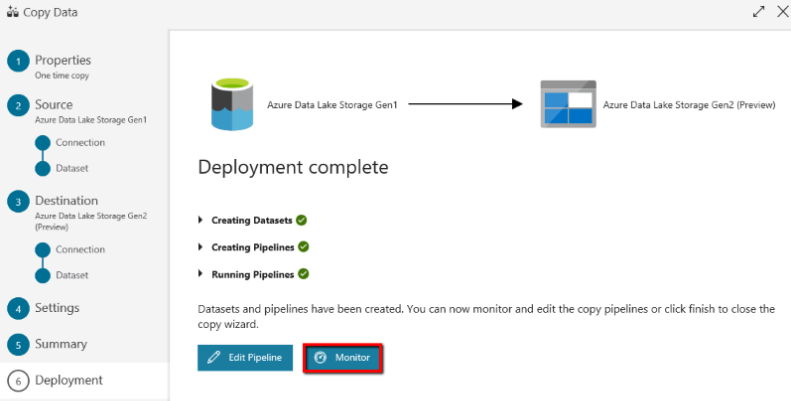 Copy Data
1
Properties
One time copy
2
Source
Azure Data Lake Storage Gen1
Connection
Dataset
3
Destination
Azure Data Lake Storage Gen2
(Preview)
Connection
Dataset
4
Settings
5
Summary
6
Deployment
Azure Data Lake Storage Gen1
Azure Data Lake Storage Gen2 (Preview)
Deployment complete
Creating Datasets
Creating Pipelines
Running Pipelines
Datasets and pipelines have been created. You can now monitor and edit the copy pipelines or click finish to close the
copy wizard.
Edit Pipeline
Monitor